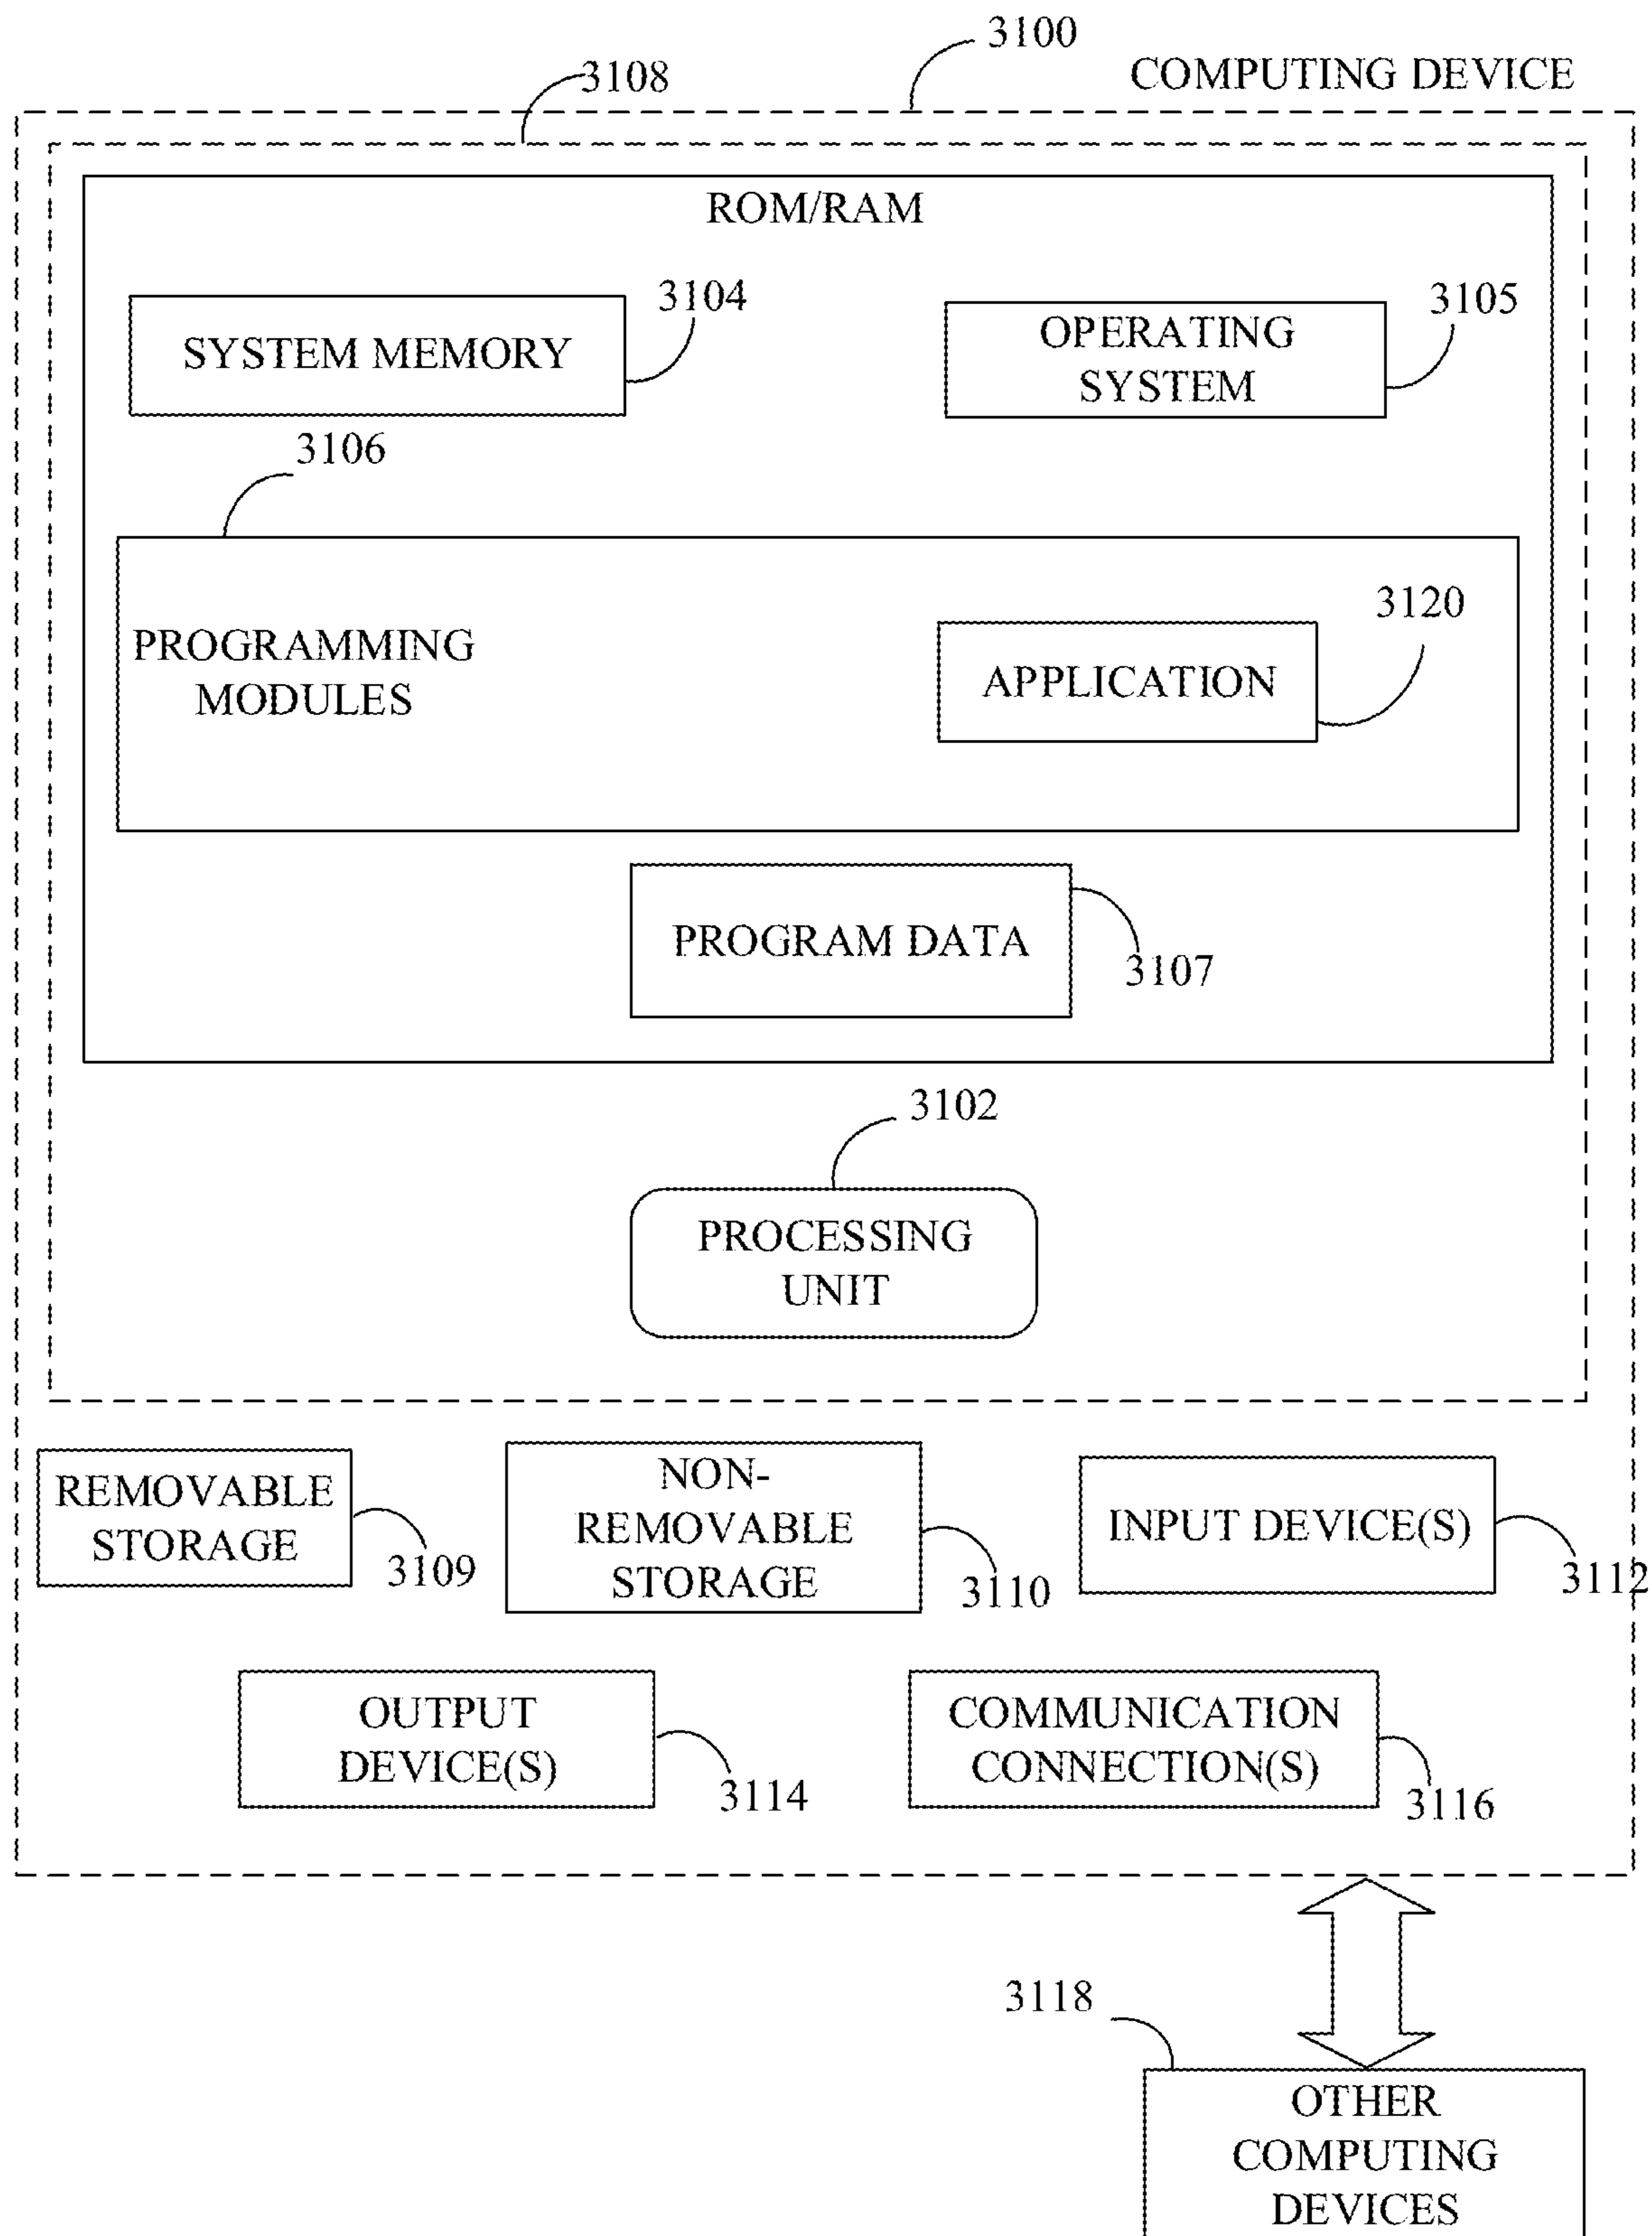 3100
3108
COMPUTING DEVICE
ROM/RAM
3104
3105
SYSTEM MEMORY
OPERATING
SYSTEM
3106
3120
PROGRAMMING
MODULES
APPLICATION
PROGRAM DATA
3107
3102
PROCESSING
UNIT
REMOVABLE
STORAGE
3109
NON-
REMOVABLE
STORAGE
3110
INPUT DEVICE(S)
3112
OUTPUT
DEVICE(S)
3114
COMMUNICATION
CONNECTION(S)
3116
3118
OTHER
COMPUTING
DEVICES